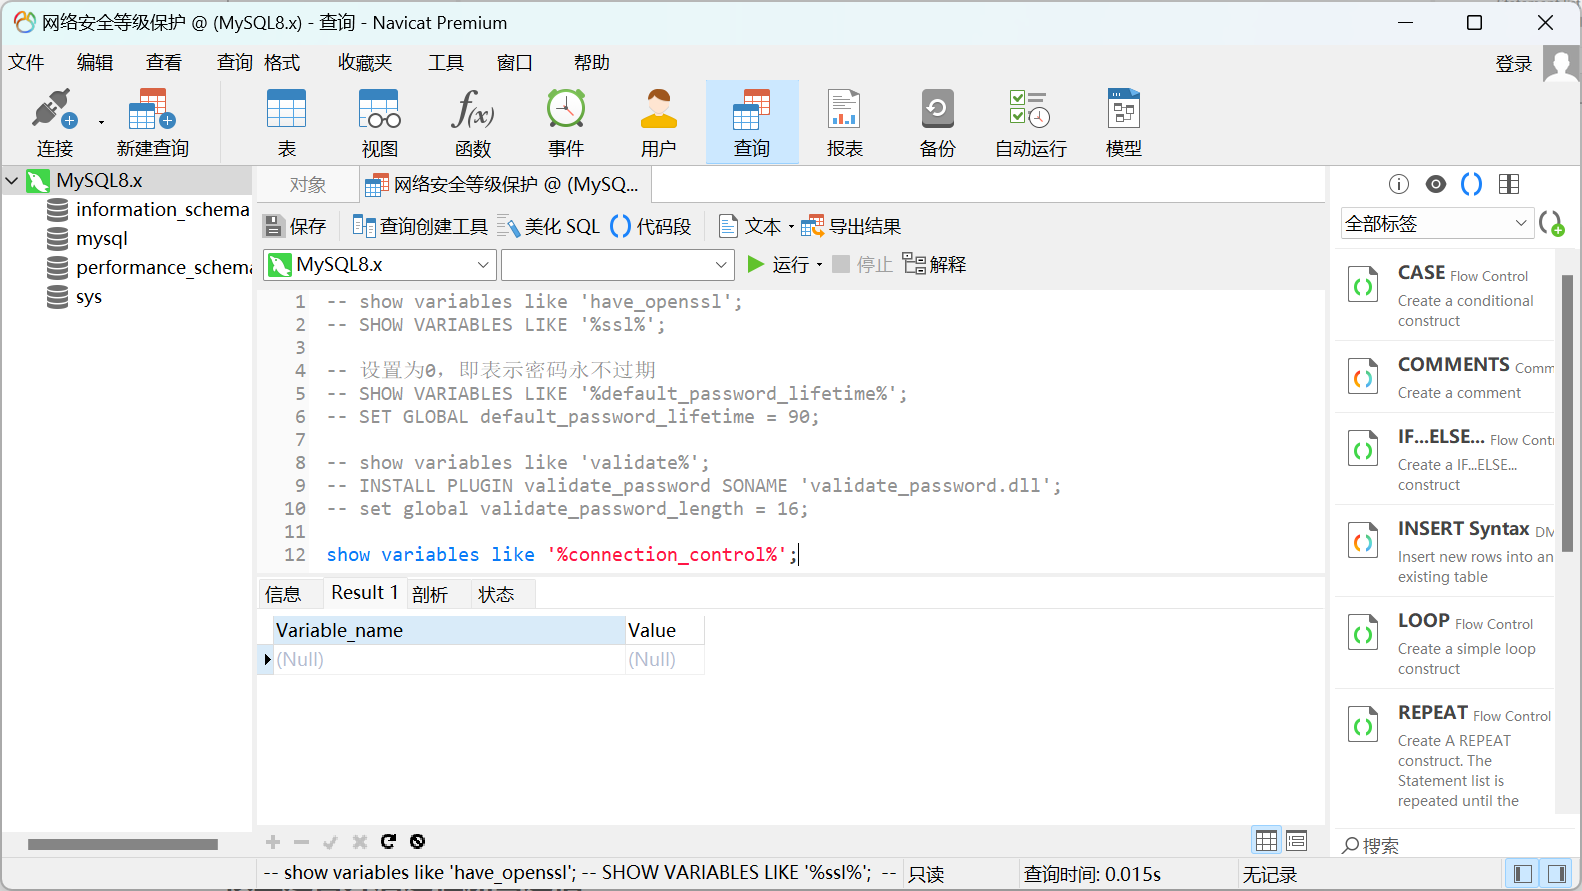 网络安全等级保护 @ (MySQL8.x) - 查询 - Navicat Premium
文件 编辑 查看 查询 格式 收藏夹 工具 窗口 帮助 登录
连接 新建查询 表 视图 函数 事件 用户 查询 报表 备份 自动运行 模型
MySQL8.x
information_schema
mysql
performance_schema
sys
对象 网络安全等级保护 @ (MySQ...
保存 查询创建工具 美化 SQL 代码段 文本 导出结果
MySQL8.x 运行 停止 解释
1 -- show variables like 'have_openssl';
2 -- SHOW VARIABLES LIKE '%ssl%';
3
4 -- 设置为0，即表示密码永不过期
5 -- SHOW VARIABLES LIKE '%default_password_lifetime%';
6 -- SET GLOBAL default_password_lifetime = 90;
7
8 -- show variables like 'validate%';
9 -- INSTALL PLUGIN validate_password SONAME 'validate_password.dll';
10 -- set global validate_password_length = 16;
11
12 show variables like '%connection_control%';
信息 Result 1 剖析 状态
Variable_name Value
(Null) (Null)
全部标签
CASE Flow Control
Create a conditional
construct
COMMENTS Comm
Create a comment
IF...ELSE... Flow Cont
Create a IF...ELSE...
construct
INSERT Syntax DM
Insert new rows into an
existing table
LOOP Flow Control
Create a simple loop
construct
REPEAT Flow Control
Create A REPEAT
construct. The
Statement list is
repeated until the
搜索
-- show variables like 'have_openssl'; -- SHOW VARIABLES LIKE '%ssl%'; -- 只读 查询时间: 0.015s 无记录